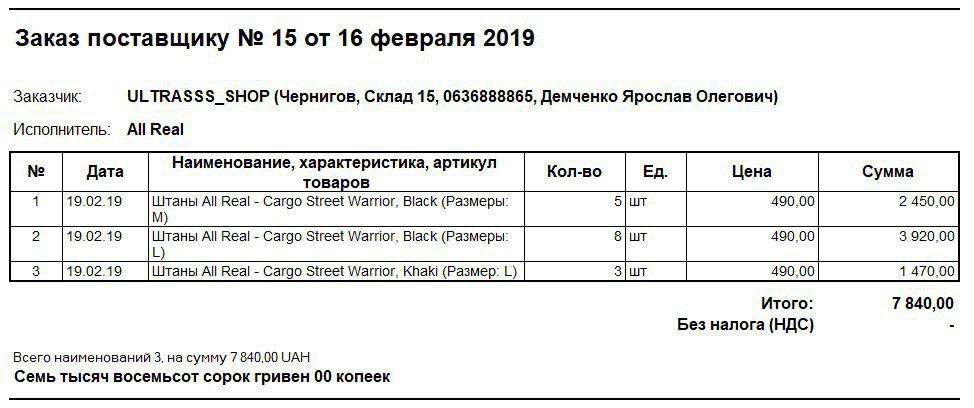 Заказ поставщику № 15 от 16 февраля 2019
Заказчик: ULTRASSS_SHOP (Чернигов, Склад 15, 0636888865, Демченко Ярослав Олегович)
Исполнитель: All Real
№ Дата Наименование, характеристика, артикул товаров Кол-во Ед. Цена Сумма
1 19.02.19 Штаны All Real - Cargo Street Warrior, Black (Размеры: 5 шт 490,00 2 450,00
M)
2 19.02.19 Штаны All Real - Cargo Street Warrior, Black (Размеры: 8 шт 490,00 3 920,00
L)
3 19.02.19 Штаны All Real - Cargo Street Warrior, Khaki (Размер: L) 3 шт 490,00 1 470,00
Итого: 7 840,00
Без налога (НДС) -
Всего наименований 3, на сумму 7 840,00 UAH
Семь тысяч восемьсот сорок гривен 00 копеек